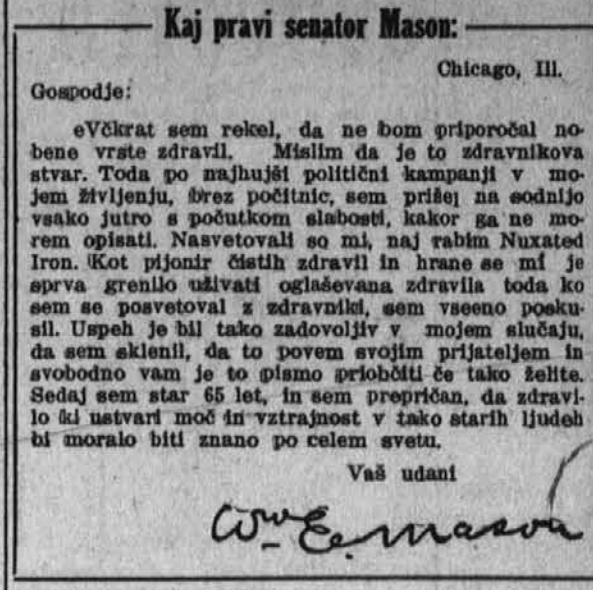 Kaj pravi senator Mason:
Chicago, Ill.
Gospodje:
eVčkrat sem rekel, da ne bom priporočal no-
bene vrste zdravil. Mislim da je to zdravnikova
stvar. Toda po najhujši politični kampanji v mo-
jem življenju, brez počitnic, sem prišej na sodnijo
vsako jutro s počutkom slabosti, kakor ga ne mo-
rem opisati. Nasvetovali so mi, naj rabim Nuxated
Iron. Kot pijonir čistih zdravil in hrane se mi je
sprva grenilo uživati oglaševana zdravila toda ko
sem se posvetoval z zdravniki, sem vseeno posku-
sil. Uspeh je bil tako zadovoljiv v mojem slučaju,
da sem sklenil, da to povem svojim prijateljem in
svobodno vam je to pismo priobčiti če tako želite.
Sedaj sem star 65 let, in sem prepričan, da zdravi-
lo ki ustvari moč in vztrajnost v tako starih ljudeh
bi moralo biti znano po celem svetu.
Vaš udani
Wm E. Mason